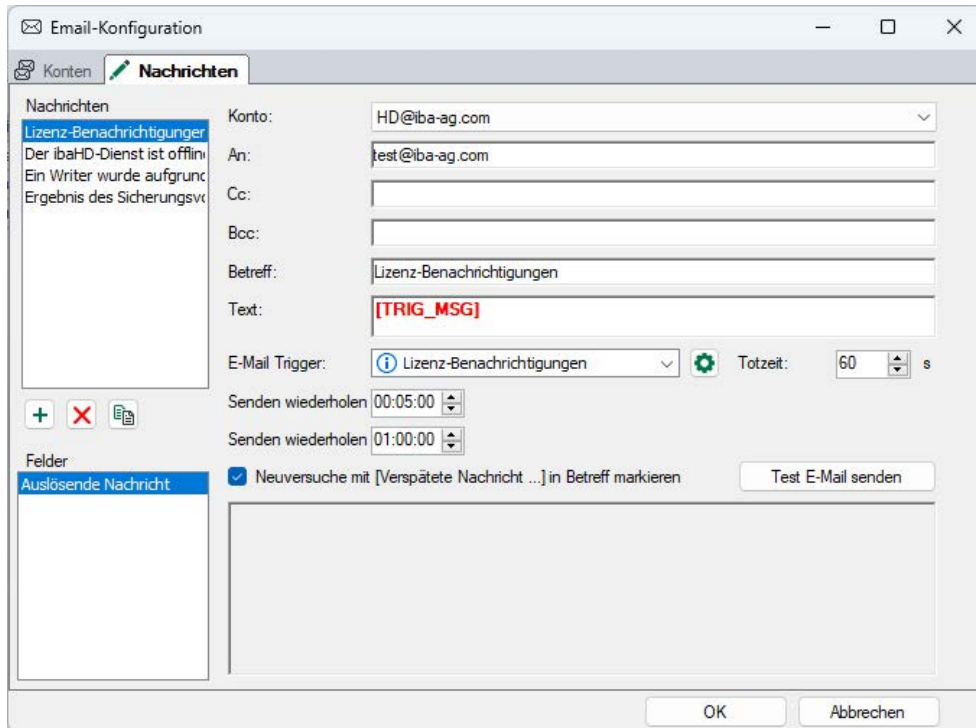 Email-Konfiguration
Konten
Nachrichten
Nachrichten
Lizenz-Benachrichtigunger
Der ibaHD-Dienst ist offlin
Ein Writer wurde aufgrund
Ergebnis des Sicherungsvo
Konto: HD@iba-ag.com
An: test@iba-ag.com
Cc:
Bcc:
Betreff: Lizenz-Benachrichtigungen
Text: [TRIG_MSG]
E-Mail Trigger: Lizenz-Benachrichtigungen Totzeit: 60 s
Senden wiederholen 00:05:00
Senden wiederholen 01:00:00
Felder
Auslösende Nachricht
Neuversuche mit [Verspätete Nachricht ...] in Betreff markieren
Test E-Mail senden
OK
Abbrechen